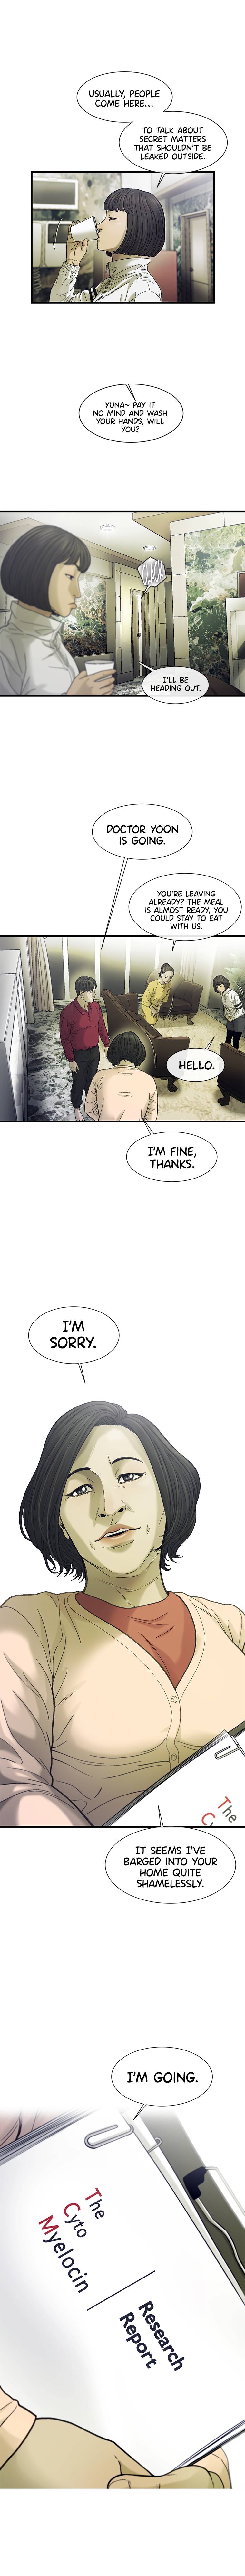 USUALLY, PEOPLE
COME HERE...
TO TALK ABOUT
SECRET MATTERS
THAT SHOULDN'T BE
LEAKED OUTSIDE.
YUNA~ PAY IT
NO MIND AND WASH
YOUR HANDS, WILL
YOU?
I'LL BE
HEADING OUT.
DOCTOR YOON
IS GOING.
YOU'RE LEAVING
ALREADY? THE MEAL
IS ALMOST READY, YOU
COULD STAY TO EAT
WITH US.
HELLO.
I'M FINE,
THANKS.
I'M
SORRY.
The
C
IT SEEMS I'VE
BARGED INTO YOUR
HOME QUITE
SHAMELESSLY.
I'M GOING.
The
Cyto
Myelocin
Research
Report